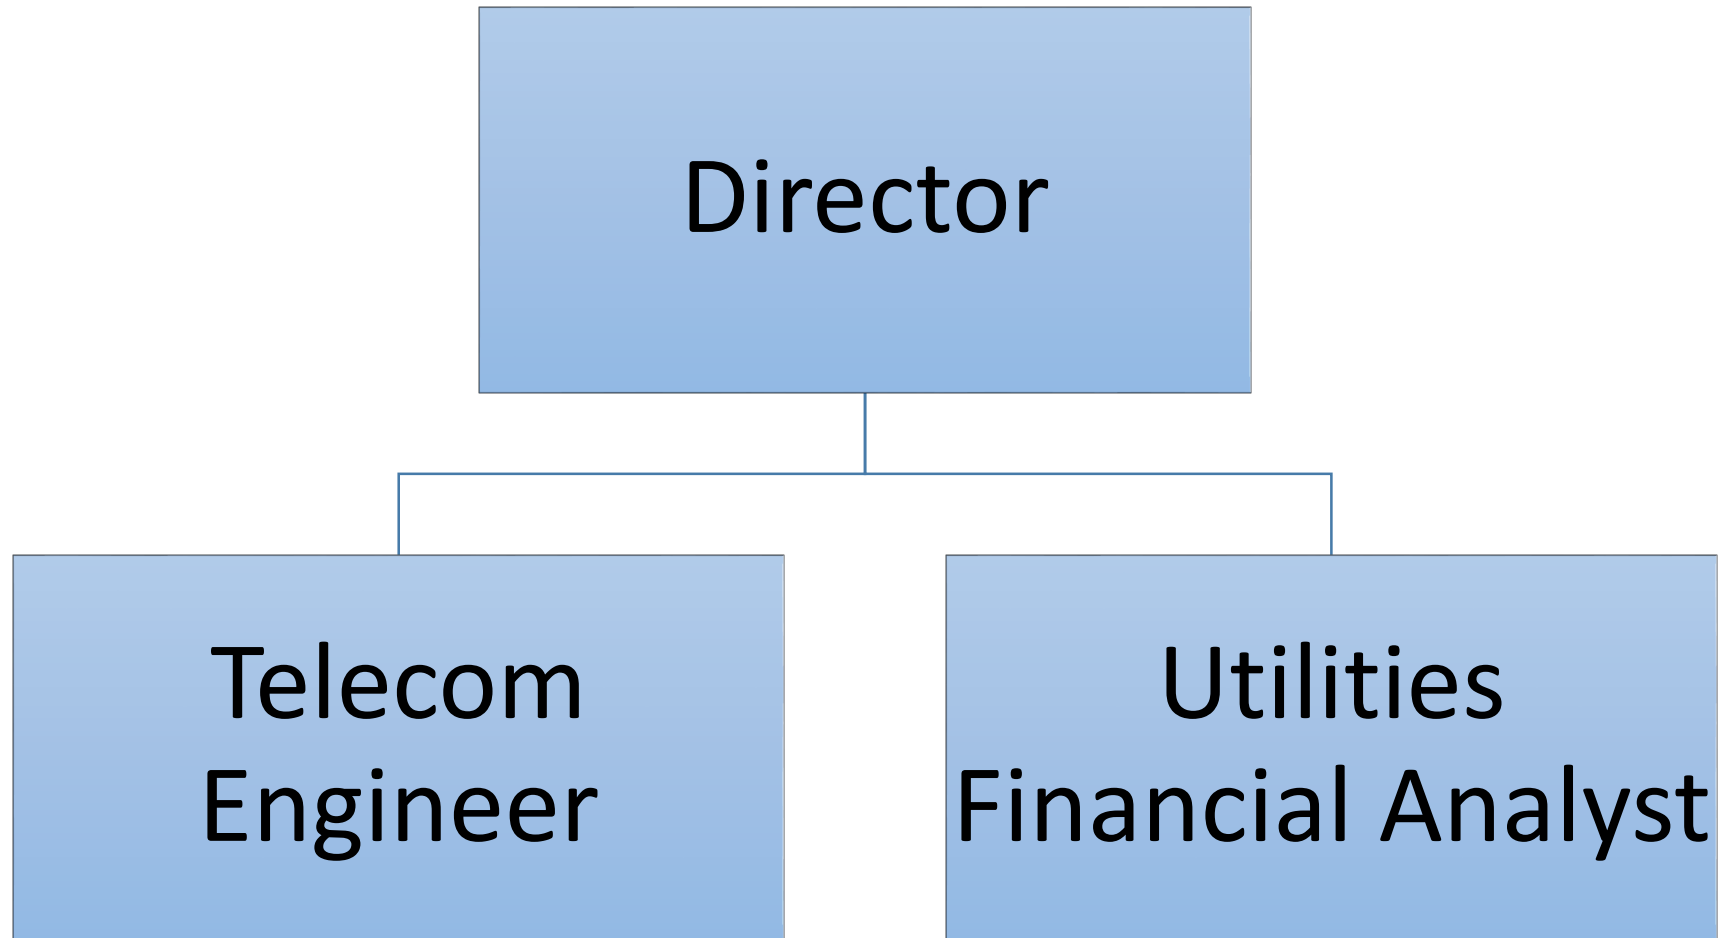 Director
Telecom
Engineer
Utilities
Financial Analyst